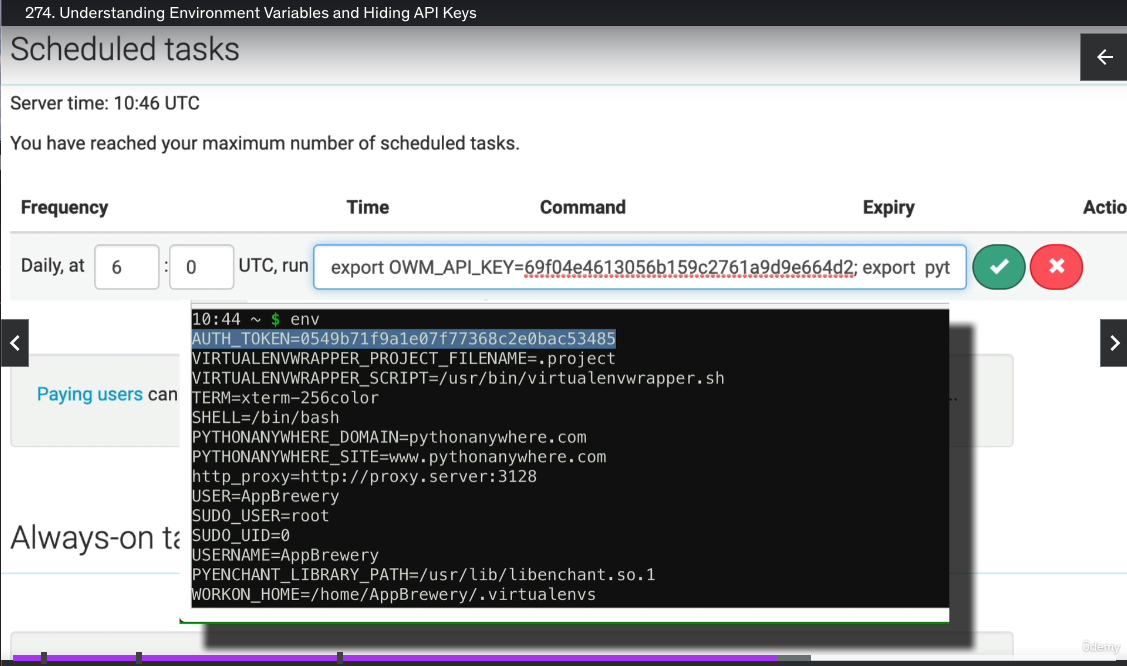 274. Understanding Environment Variables and Hiding API Keys
Scheduled tasks
Server time: 10:46 UTC
You have reached your maximum number of scheduled tasks.
Frequency Time Command Expiry Actio
Daily, at 6 : 0 UTC, run export OWM_API_KEY=69f04e4613056b159c2761a9d9e664d2; export pyt
10:44 ~ $ env
AUTH_TOKEN=0549b71f9a1e07f77368c2e0bac53485
VIRTUALENVWRAPPER_PROJECT_FILENAME=.project
VIRTUALENVWRAPPER_SCRIPT=/usr/bin/virtualenvwrapper.sh
Paying users can
TERM=xterm-256color
SHELL=/bin/bash
PYTHONANYWHERE_DOMAIN=pythonanywhere.com
PYTHONANYWHERE_SITE=www.pythonanywhere.com
http_proxy=http://proxy.server:3128
USER=AppBrewery
SUDO_USER=root
SUDO_UID=0
Always-on ta
USERNAME=AppBrewery
PYENCHANT_LIBRARY_PATH=/usr/lib/libenchant.so.1
WORKON_HOME=/home/AppBrewery/.virtualenvs
ûdemy